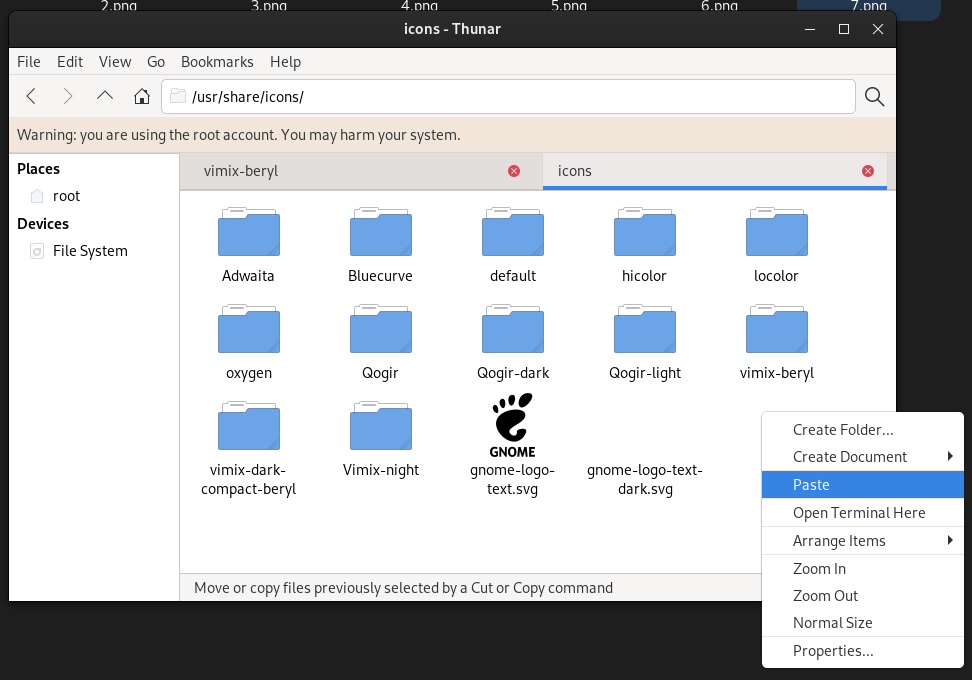 2.png 3.png 4.png 5.png 6.png 7.png
icons - Thunar
File Edit View Go Bookmarks Help
/usr/share/icons/
Warning: you are using the root account. You may harm your system.
Places
root
Devices
File System
vimix-beryl icons
Adwaita Bluecurve default hicolor locolor
oxygen Qogir Qogir-dark Qogir-light vimix-beryl
GNOME
vimix-dark- Vimix-night gnome-logo- gnome-logo-text-
compact-beryl text.svg dark.svg
Move or copy files previously selected by a Cut or Copy command
Create Folder...
Create Document
Paste
Open Terminal Here
Arrange Items
Zoom In
Zoom Out
Normal Size
Properties...